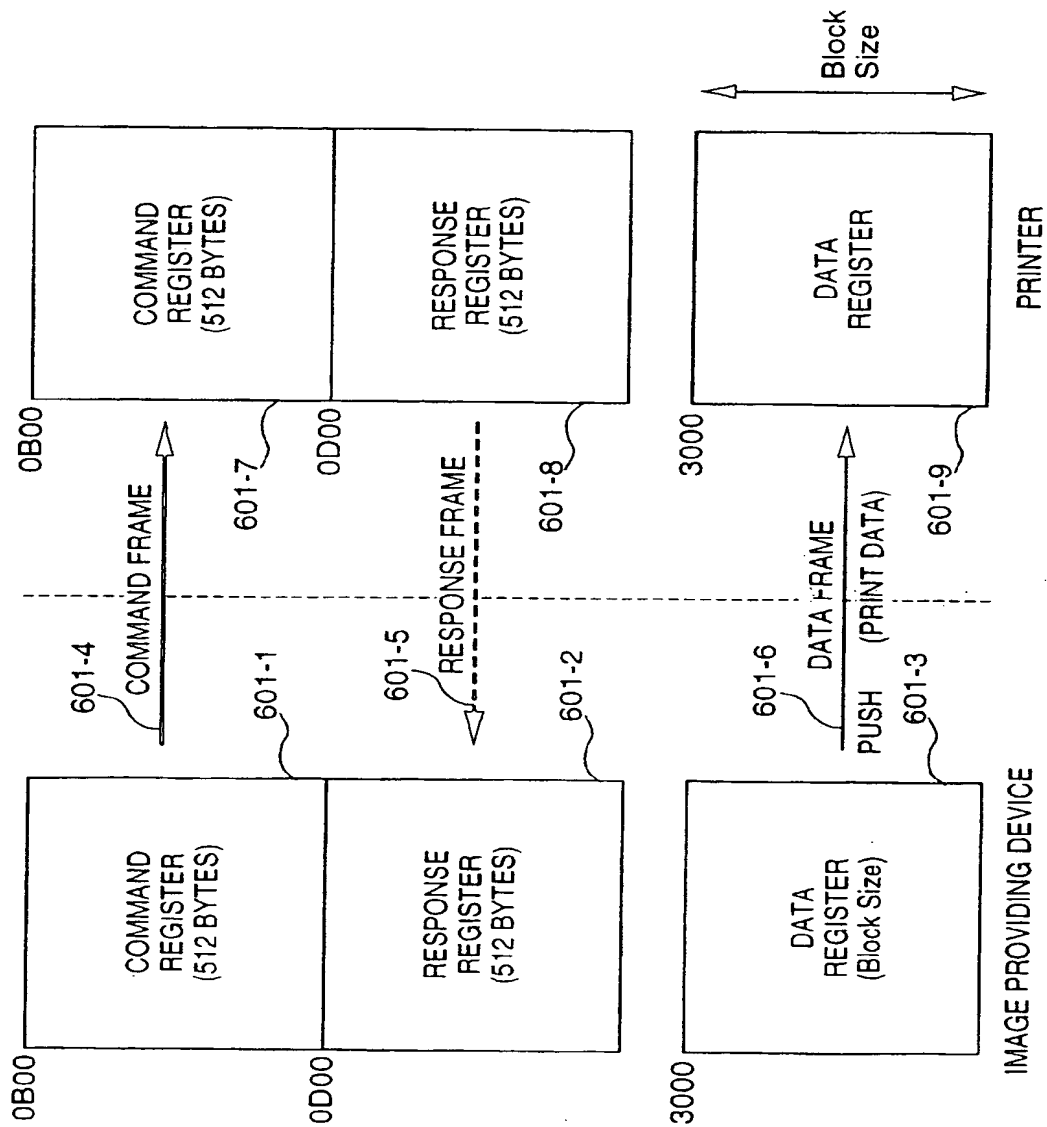 0B00
COMMAND
REGISTER
(512 BYTES)
0D00
RESPONSE
REGISTER
(512 BYTES)
3000
DATA
REGISTER
(Block Size)
IMAGE PROVIDING DEVICE
601-4
COMMAND FRAME
601-1
601-5
RESPONSE FRAME
601-2
601-6
DATA FRAME
PUSH (PRINT DATA)
601-3
0B00
COMMAND
REGISTER
(512 BYTES)
601-7
0D00
RESPONSE
REGISTER
(512 BYTES)
601-8
3000
DATA
REGISTER
601-9
Block
Size
PRINTER